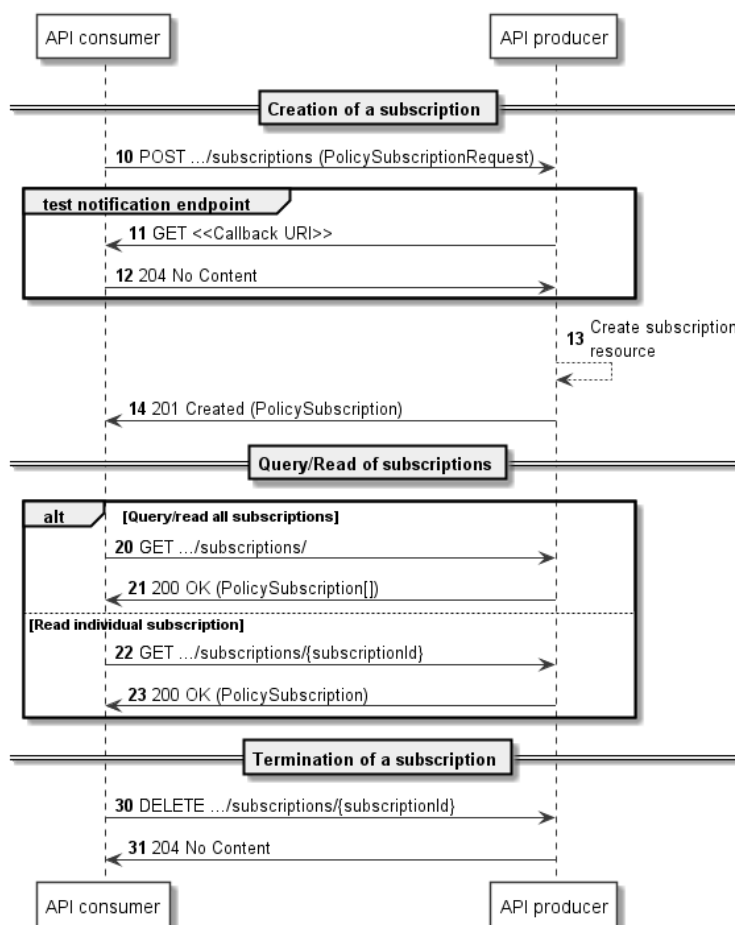 API consumer
API producer
Creation of a subscription
10 POST .../subscriptions (PolicySubscriptionRequest)
test notification endpoint
11 GET <<Callback URI>>
12 204 No Content
13 Create subscription
resource
14 201 Created (PolicySubscription)
Query/Read of subscriptions
alt [Query/read all subscriptions]
20 GET .../subscriptions/
21 200 OK (PolicySubscription[])
[Read individual subscription]
22 GET .../subscriptions/{subscriptionId}
23 200 OK (PolicySubscription)
Termination of a subscription
30 DELETE .../subscriptions/{subscriptionId}
31 204 No Content
API consumer
API producer